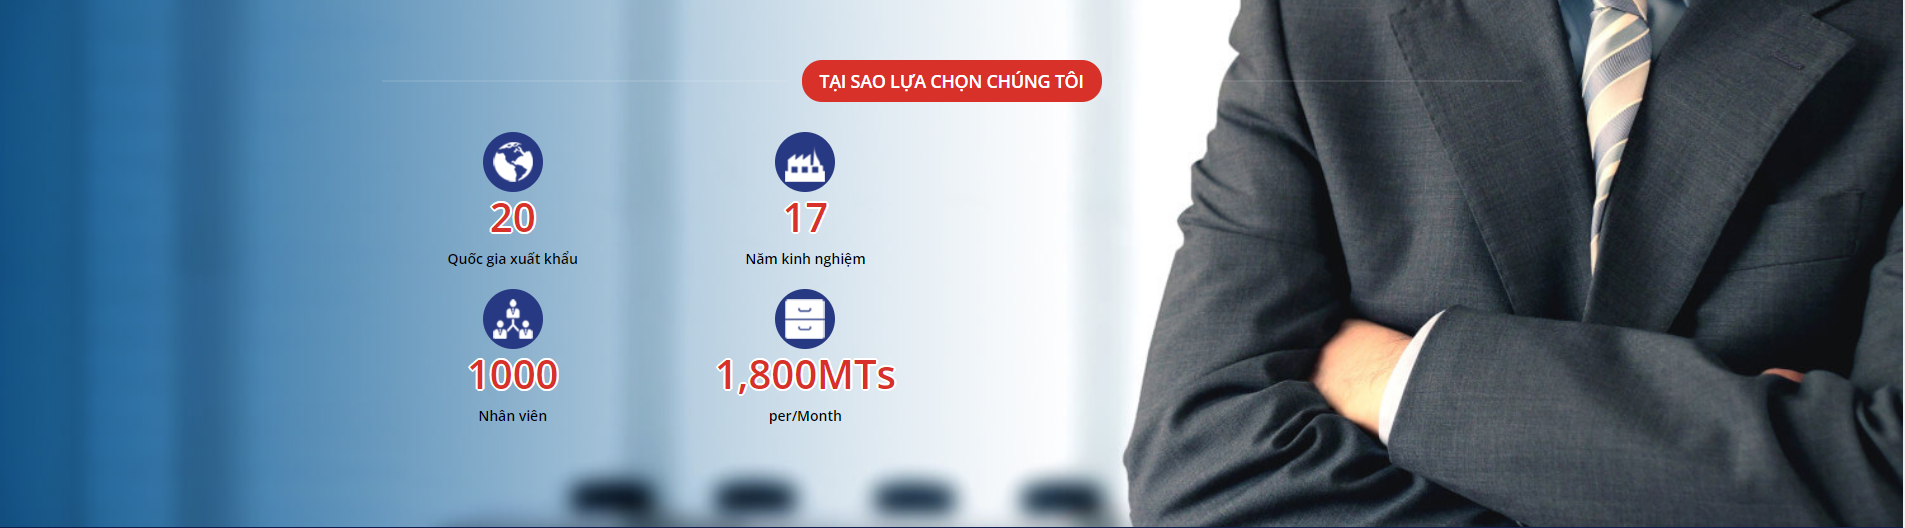 TẠI SAO LỰA CHỌN CHÚNG TÔI
20
Quốc gia xuất khẩu
17
Năm kinh nghiệm
1000
Nhân viên
1,800MTs
per/Month